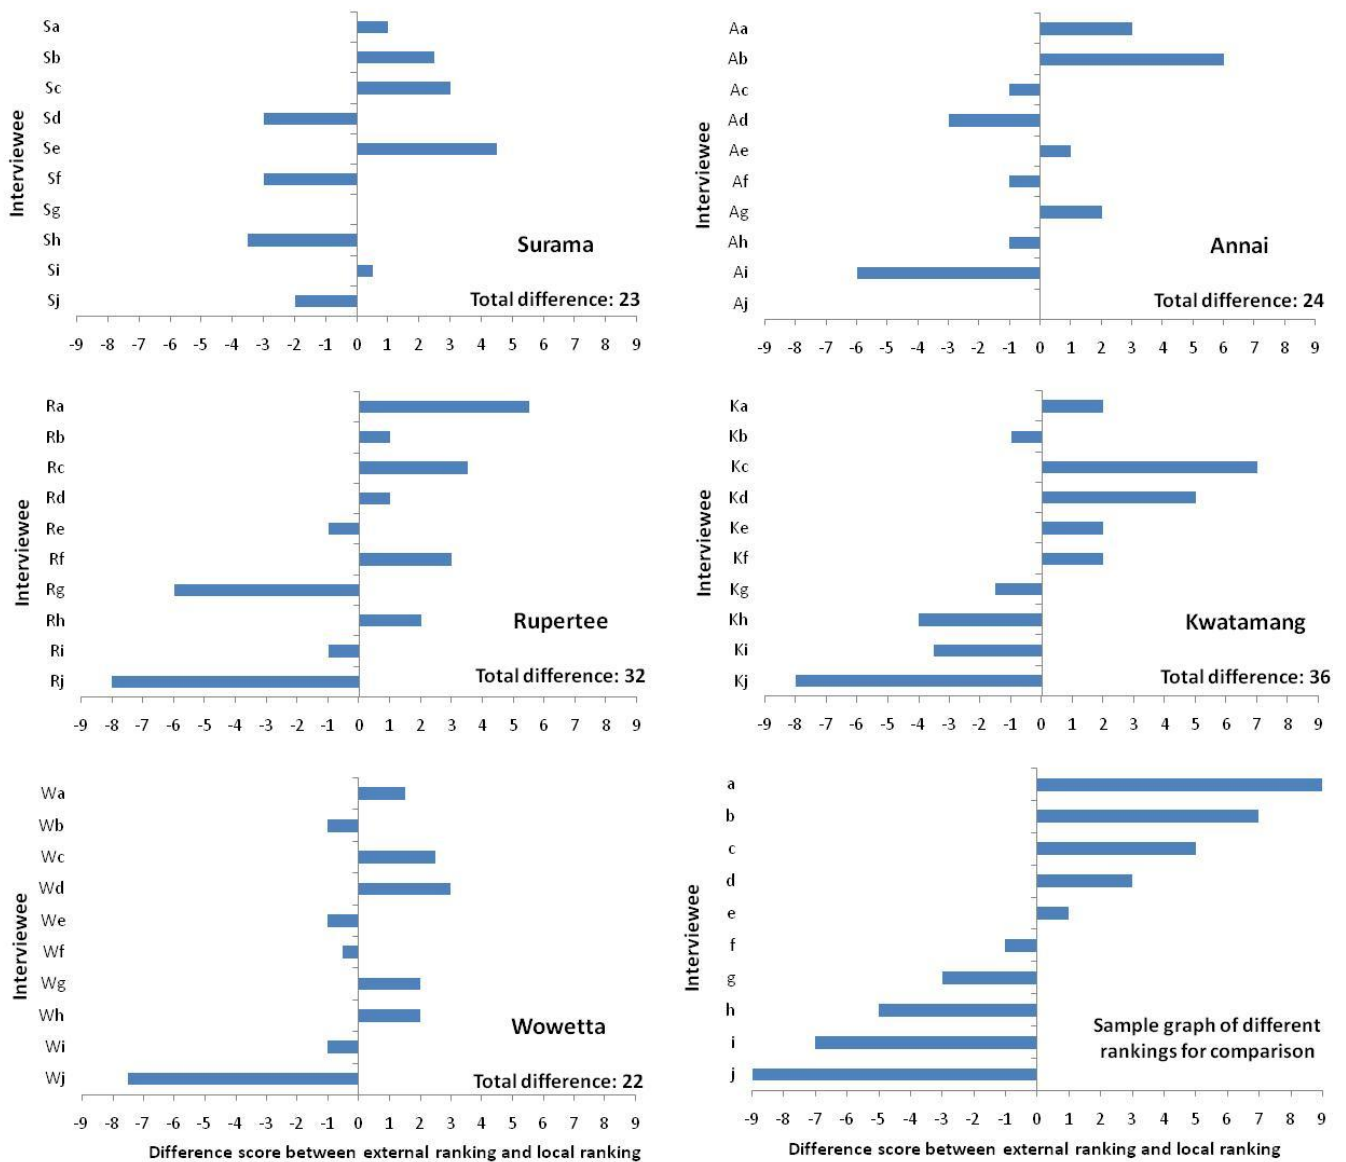 Interviewee
Sa
Sb
Sc
Sd
Se
Sf
Sg
Sh
Si
Sj
Surama
Total difference: 23
-9 -8 -7 -6 -5 -4 -3 -2 -1 0 1 2 3 4 5 6 7 8 9
Interviewee
Aa
Ab
Ac
Ad
Ae
Af
Ag
Ah
Ai
Aj
Annai
Total difference: 24
-9 -8 -7 -6 -5 -4 -3 -2 -1 0 1 2 3 4 5 6 7 8 9
Interviewee
Ra
Rb
Rc
Rd
Re
Rf
Rg
Rh
Ri
Rj
Rupertee
Total difference: 32
-9 -8 -7 -6 -5 -4 -3 -2 -1 0 1 2 3 4 5 6 7 8 9
Interviewee
Ka
Kb
Kc
Kd
Ke
Kf
Kg
Kh
Ki
Kj
Kwatamang
Total difference: 36
-9 -8 -7 -6 -5 -4 -3 -2 -1 0 1 2 3 4 5 6 7 8 9
Interviewee
Wa
Wb
Wc
Wd
We
Wf
Wg
Wh
Wi
Wj
Wowetta
Total difference: 22
-9 -8 -7 -6 -5 -4 -3 -2 -1 0 1 2 3 4 5 6 7 8 9
Difference score between external ranking and local ranking
Interviewee
a
b
c
d
e
f
g
h
i
j
Sample graph of different
rankings for comparison
-9 -8 -7 -6 -5 -4 -3 -2 -1 0 1 2 3 4 5 6 7 8 9
Difference score between external ranking and local ranking